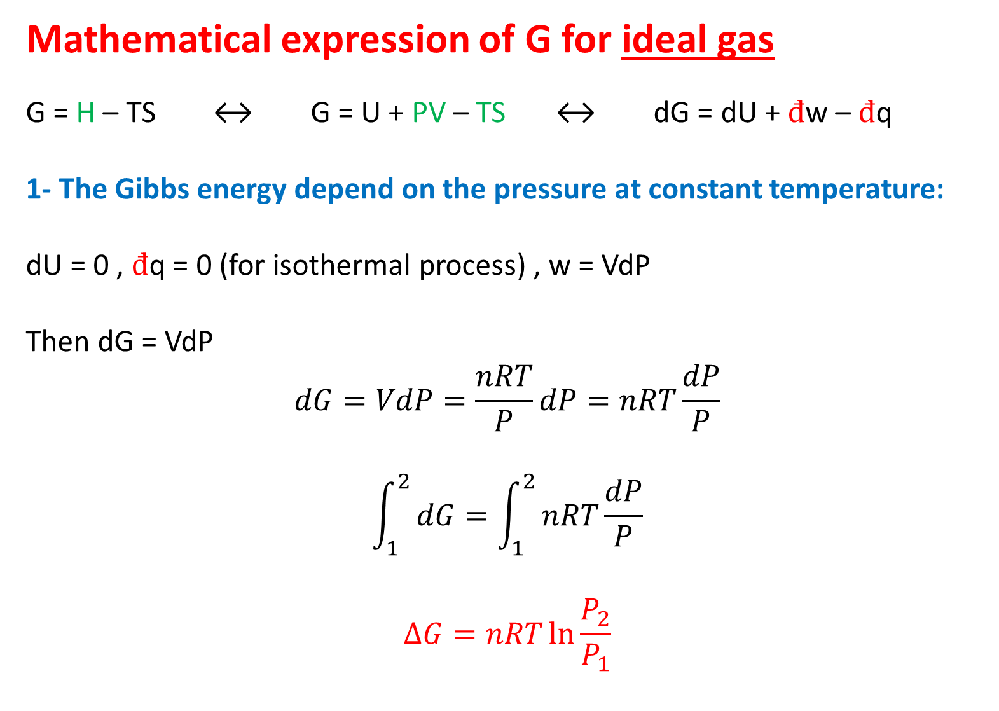 Mathematical expression of G for ideal gas
G = H – TS ↔ G = U + PV – TS ↔ dG = dU + đw – đq
1- The Gibbs energy depend on the pressure at constant temperature:
dU = 0 , đq = 0 (for isothermal process) , w = VdP
Then dG = VdP
dG = VdP = \frac{nRT}{P} dP = nRT \frac{dP}{P}
\int_1^2 dG = \int_1^2 nRT \frac{dP}{P}
ΔG = nRT ln \frac{P_2}{P_1}